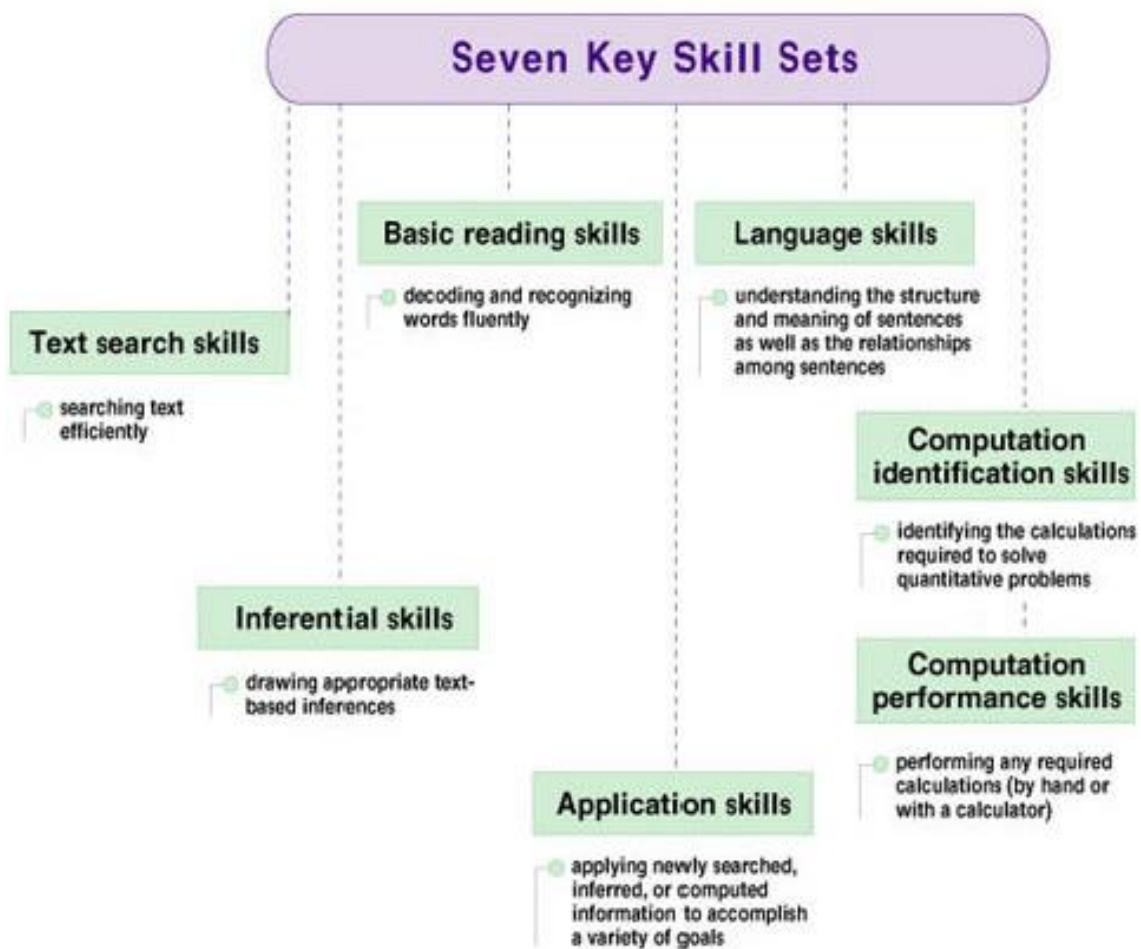 Seven Key Skill Sets
Basic reading skills
decoding and recognizing
words fluently
Language skills
understanding the structure
and meaning of sentences
as well as the relationships
among sentences
Text search skills
searching text
efficiently
Computation
identification skills
identifying the calculations
required to solve
quantitative problems
Inferential skills
drawing appropriate text-
based inferences
Computation
performance skills
performing any required
calculations (by hand or
with a calculator)
Application skills
applying newly searched,
inferred, or computed
information to accomplish
a variety of goals